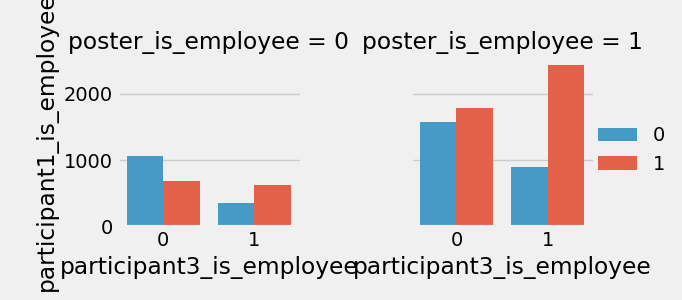 poster_is_employee = 0
poster_is_employee = 1
participant1_is_employee
2000
1000
0
0
1
0
1
participant3_is_employee
participant3_is_employee
0
1